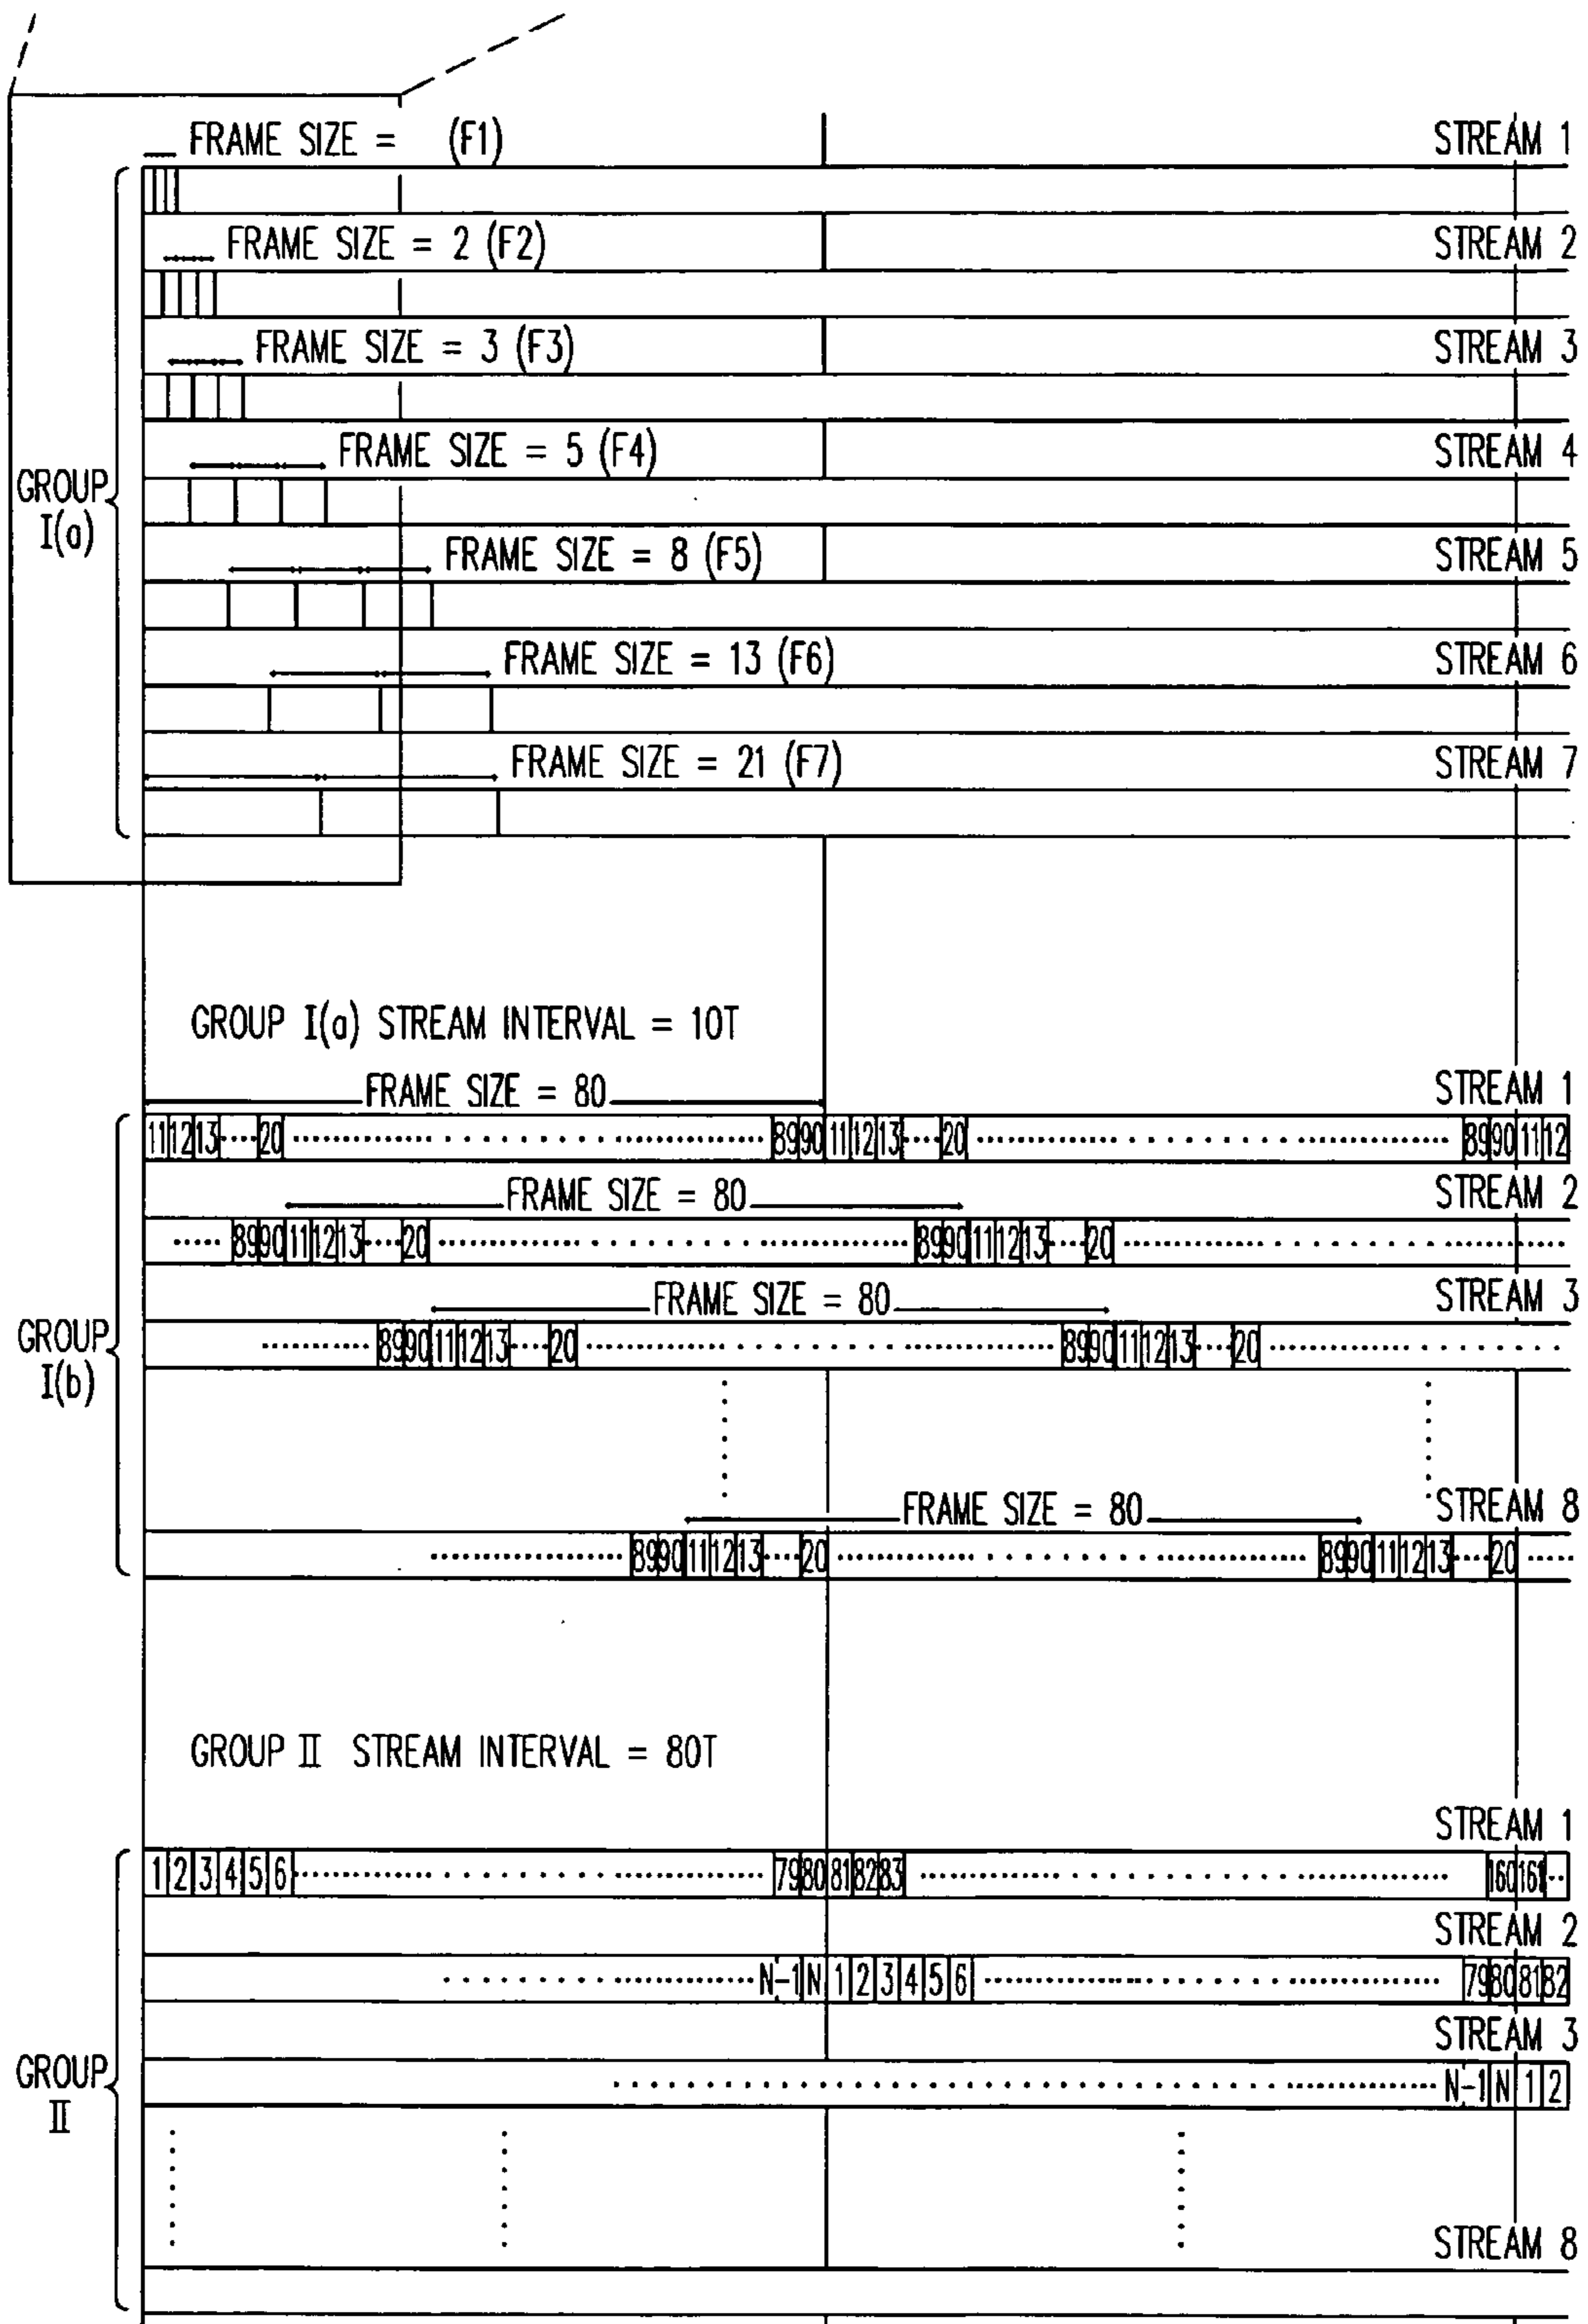 FRAME SIZE = (F1) STREAM 1
FRAME SIZE = 2 (F2) STREAM 2
FRAME SIZE = 3 (F3) STREAM 3
FRAME SIZE = 5 (F4) STREAM 4
GROUP I(a)
FRAME SIZE = 8 (F5) STREAM 5
FRAME SIZE = 13 (F6) STREAM 6
FRAME SIZE = 21 (F7) STREAM 7
GROUP I(a) STREAM INTERVAL = 10T
FRAME SIZE = 80 STREAM 1
11 12 13 20 89 90 11 12 13 20 89 90 11 12
FRAME SIZE = 80 STREAM 2
89 90 11 12 13 20 89 90 11 12 13 20
FRAME SIZE = 80 STREAM 3
GROUP I(b)
89 90 11 12 13 20 89 90 11 12 13 20
FRAME SIZE = 80 STREAM 8
89 90 11 12 13 20 89 90 11 12 13 20
GROUP II STREAM INTERVAL = 80T
STREAM 1
1 2 3 4 5 6 79 80 81 82 83 160 161
STREAM 2
N-1 N 1 2 3 4 5 6 79 80 81 82
STREAM 3
GROUP II
N-1 N 1 2
STREAM 8